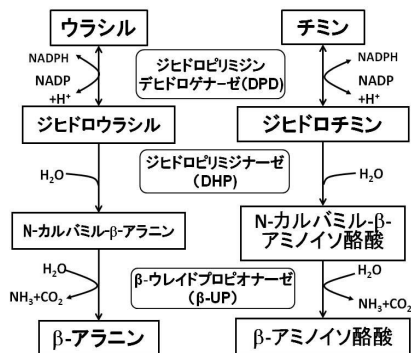 ウラシル
チミン
NADPH
NADP
+H⁺
ジヒドロピリミジン
デヒドロゲナーゼ(DPD)
NADPH
NADP
+H⁺
ジヒドロウラシル
ジヒドロチミン
H₂O
ジヒドロピリミジナーゼ
(DHP)
H₂O
N-カルバミル-β-アラニン
N-カルバミル-β-
アミノイソ酪酸
H₂O
NH₃+CO₂
β-ウレイドプロピオナーゼ
(β-UP)
H₂O
NH₃+CO₂
β-アラニン
β-アミノイソ酪酸